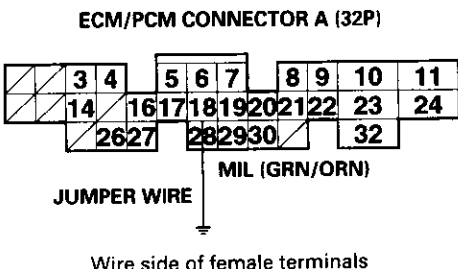 ECM/PCM CONNECTOR A (32P)
3 4 5 6 7 8 9 10 11
14 16 17 18 19 20 21 22 23 24
26 27 28 29 30 32
MIL (GRN/ORN)
JUMPER WIRE
Wire side of female terminals